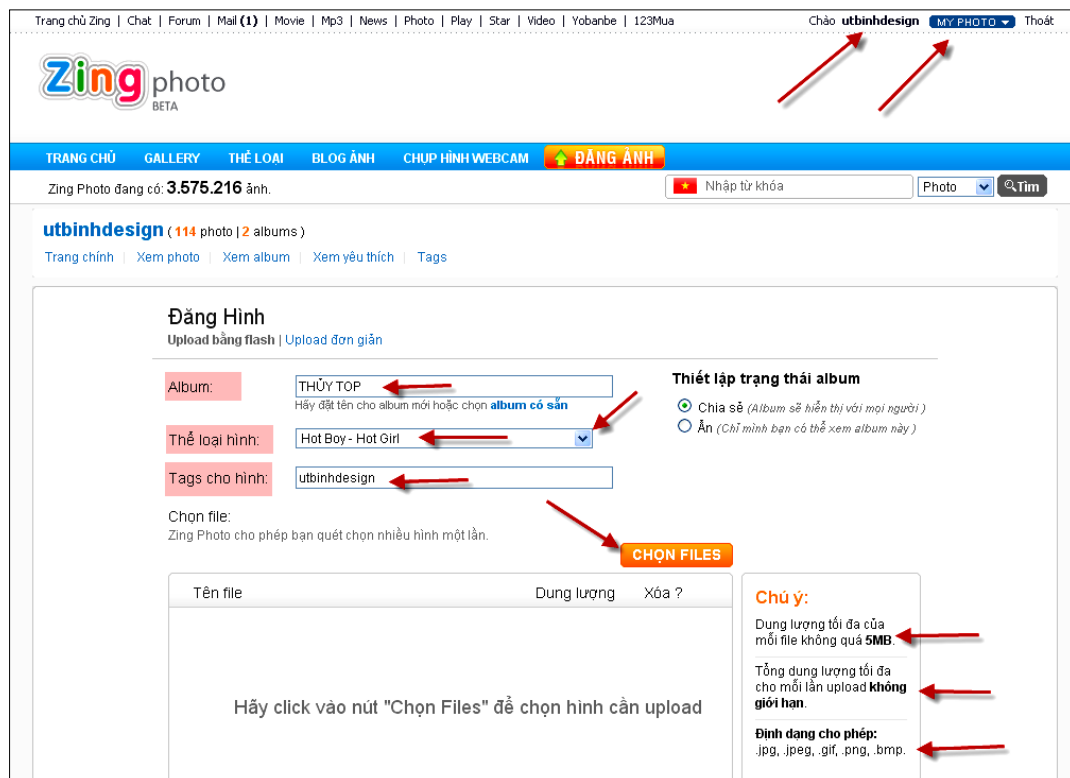 Trang chủ Zing | Chat | Forum | Mail (1) | Movie | Mp3 | News | Photo | Play | Star | Video | Yobanbe | 123Mua
Chào utbinhdesign MY PHOTO Thoát
Zing photo
BETA
TRANG CHỦ GALLERY THỂ LOẠI BLOG ẢNH CHỤP HÌNH WEBCAM ĐĂNG ẢNH
Zing Photo đang có: 3.575.216 ảnh.
Nhập từ khóa Photo Tìm
utbinhdesign ( 114 photo | 2 albums )
Trang chính | Xem photo | Xem album | Xem yêu thích | Tags
Đăng Hình
Upload bằng flash | Upload đơn giản
Album: THỦY TOP
Hãy đặt tên cho album mới hoặc chọn album có sẵn
Thể loại hình: Hot Boy - Hot Girl
Tags cho hình: utbinhdesign
Thiết lập trạng thái album
Chia sẻ (Album sẽ hiển thị với mọi người )
Ẩn (Chỉ mình bạn có thể xem album này )
Chọn file:
Zing Photo cho phép bạn quét chọn nhiều hình một lần.
CHỌN FILES
Tên file Dung lượng Xóa ?
Hãy click vào nút "Chọn Files" để chọn hình cần upload
Chú ý:
Dung lượng tối đa của
mỗi file không quá 5MB.
Tổng dung lượng tối đa
cho mỗi lần upload không
giới hạn.
Định dạng cho phép:
.jpg, .jpeg, .gif, .png, .bmp.